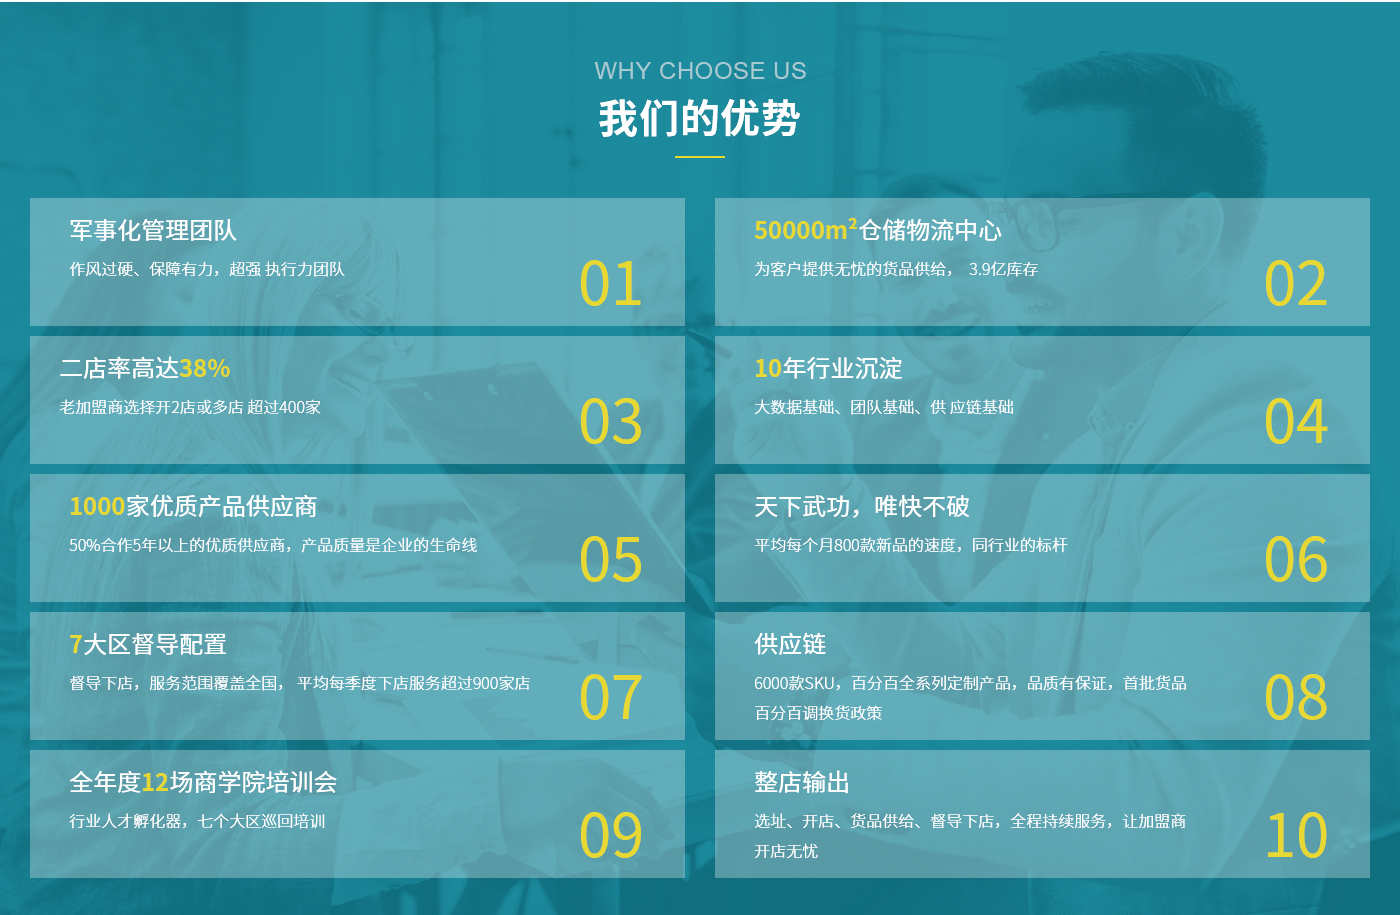 WHY CHOOSE US
我们的优势
军事化管理团队
作风过硬、保障有力，超强 执行力团队
01
50000m²仓储物流中心
为客户提供无忧的货品供给， 3.9亿库存
02
二店率高达38%
老加盟商选择开2店或多店 超过400家
03
10年行业沉淀
大数据基础、团队基础、供 应链基础
04
1000家优质产品供应商
50%合作5年以上的优质供应商，产品质量是企业的生命线
05
天下武功，唯快不破
平均每个月800款新品的速度，同行业的标杆
06
7大区督导配置
督导下店，服务范围覆盖全国， 平均每季度下店服务超过900家店
07
供应链
6000款SKU，百分百全系列定制产品，品质有保证，首批货品
百分百调换货政策
08
全年度12场商学院培训会
行业人才孵化器，七个大区巡回培训
09
整店输出
选址、开店、货品供给、督导下店，全程持续服务，让加盟商
开店无忧
10